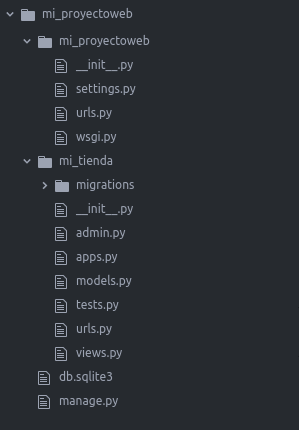 mi_proyectoweb
mi_proyectoweb
__init__.py
settings.py
urls.py
wsgi.py
mi_tienda
migrations
__init__.py
admin.py
apps.py
models.py
tests.py
urls.py
views.py
db.sqlite3
manage.py